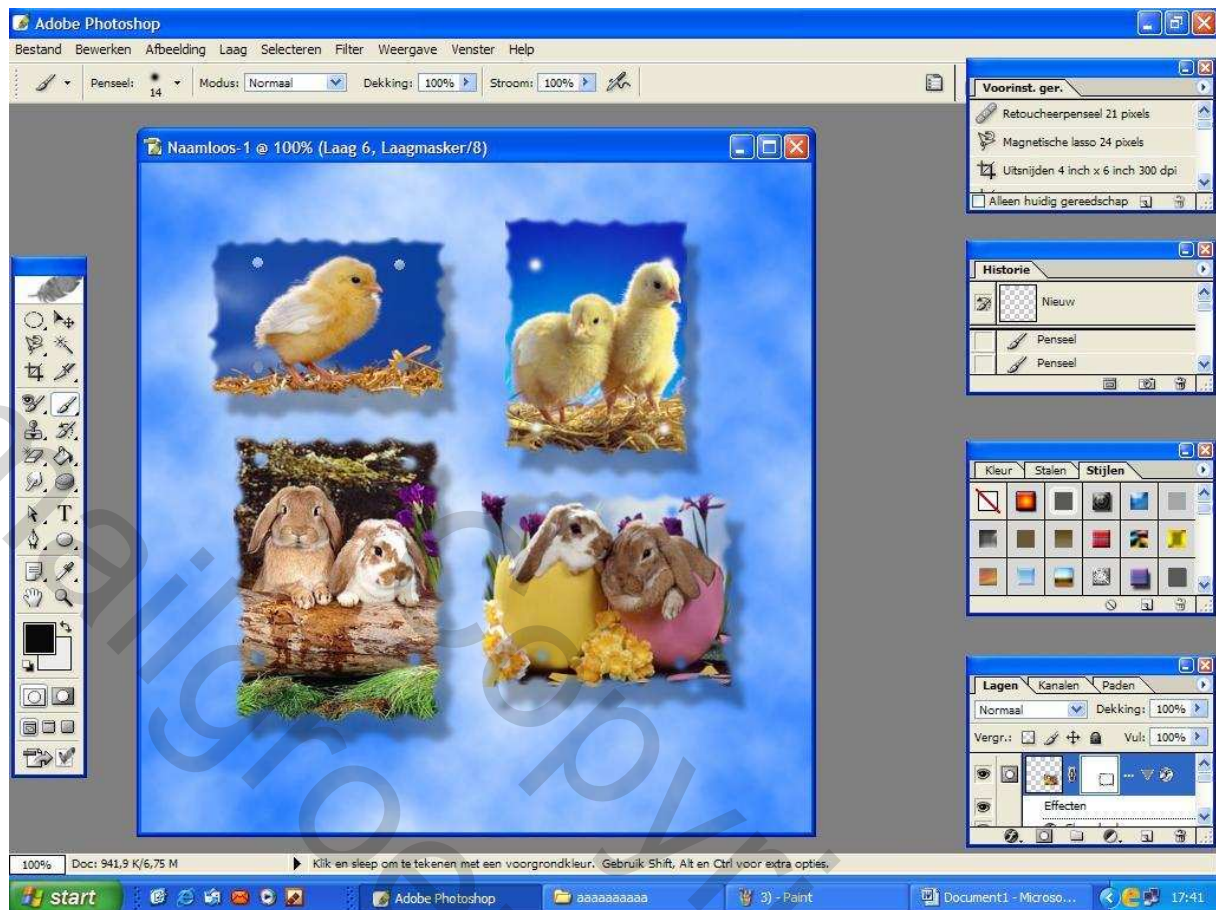 Adobe Photoshop
Bestand Bewerken Afbeelding Laag Selecteren Filter Weergave Venster Help
Penseel: 14 Modus: Normaal Dekking: 100% Stroom: 100%
Voorinst. ger.
Retoucheerpenseel 21 pixels
Magnetische lasso 24 pixels
Uitsnijden 4 inch x 6 inch 300 dpi
Alleen huidig gereedschap
Naamloos-1 @ 100% (Laag 6, Laagmasker/8)
Historie
Nieuw
Penseel
Penseel
Kleur Stalen Stijlen
Lagen Kanalen Paden
Normaal Dekking: 100%
Vergr.: Vul: 100%
Effecten
100% Doc: 941,9 K/6,75 M Klik en sleep om te tekenen met een voorgrondkleur. Gebruik Shift, Alt en Ctrl voor extra opties.
start Adobe Photoshop aaaaaaaaaa 3) - Paint Document1 - Microso... 17:41